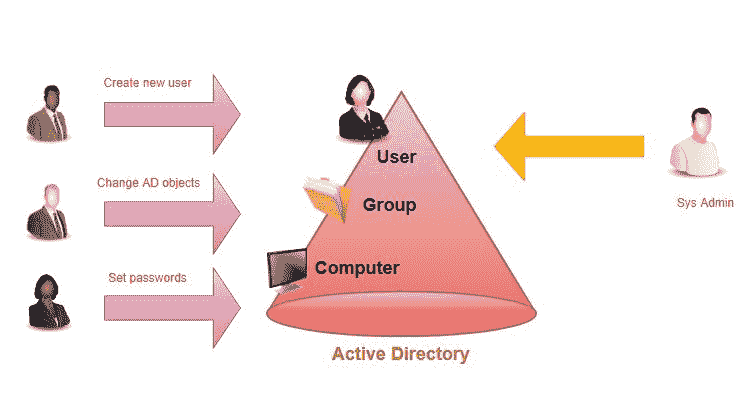 Create new user
User
Change AD objects
Group
Sys Admin
Set passwords
Computer
Active Directory